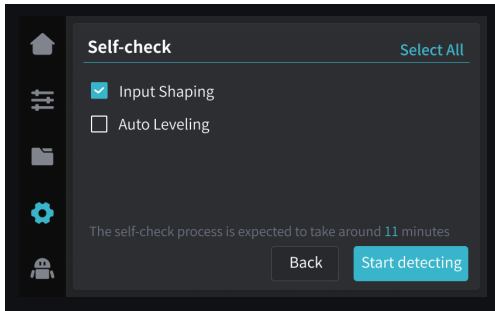 Self-check
Select All
Input Shaping
Auto Leveling
The self-check process is expected to take around 11 minutes
Back
Start detecting